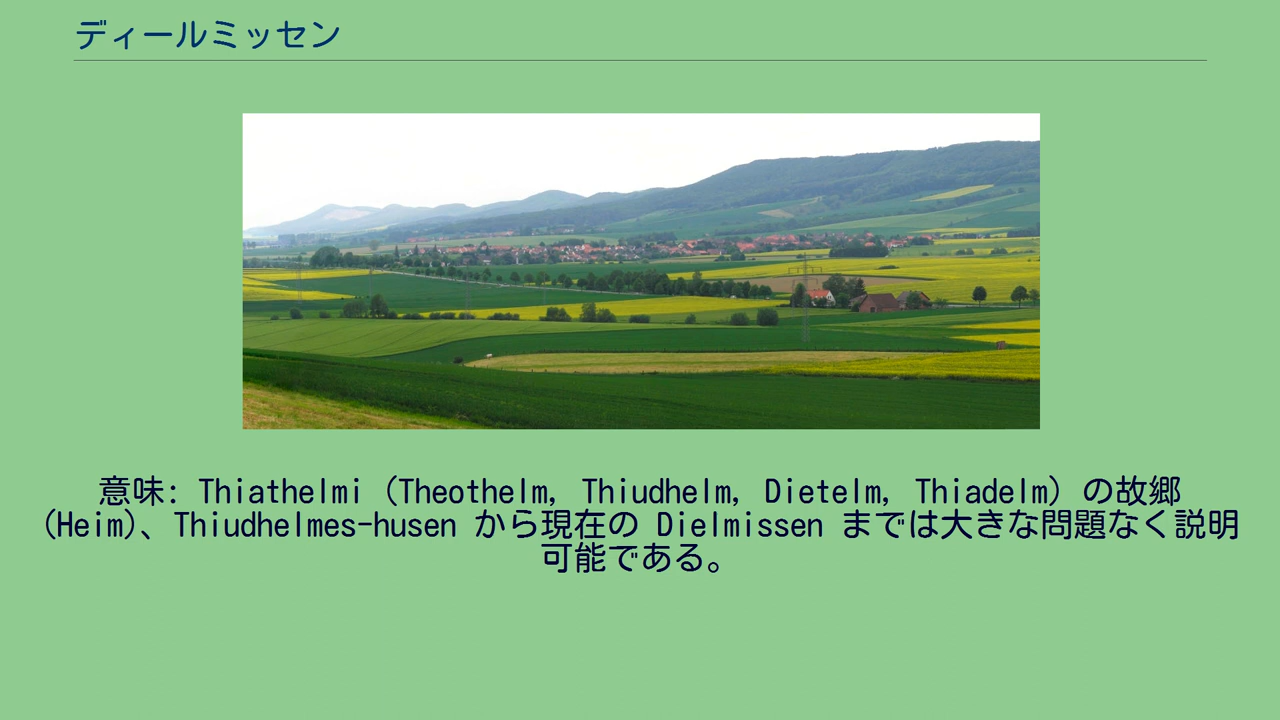 ディールミッセン
意味: Thiathelmi (Theothelm, Thiudhelm, Dietelm, Thiadelm) の故郷
(Heim)、Thiudhelmes-husen から現在の Dielmissen までは大きな問題なく説明
可能である。